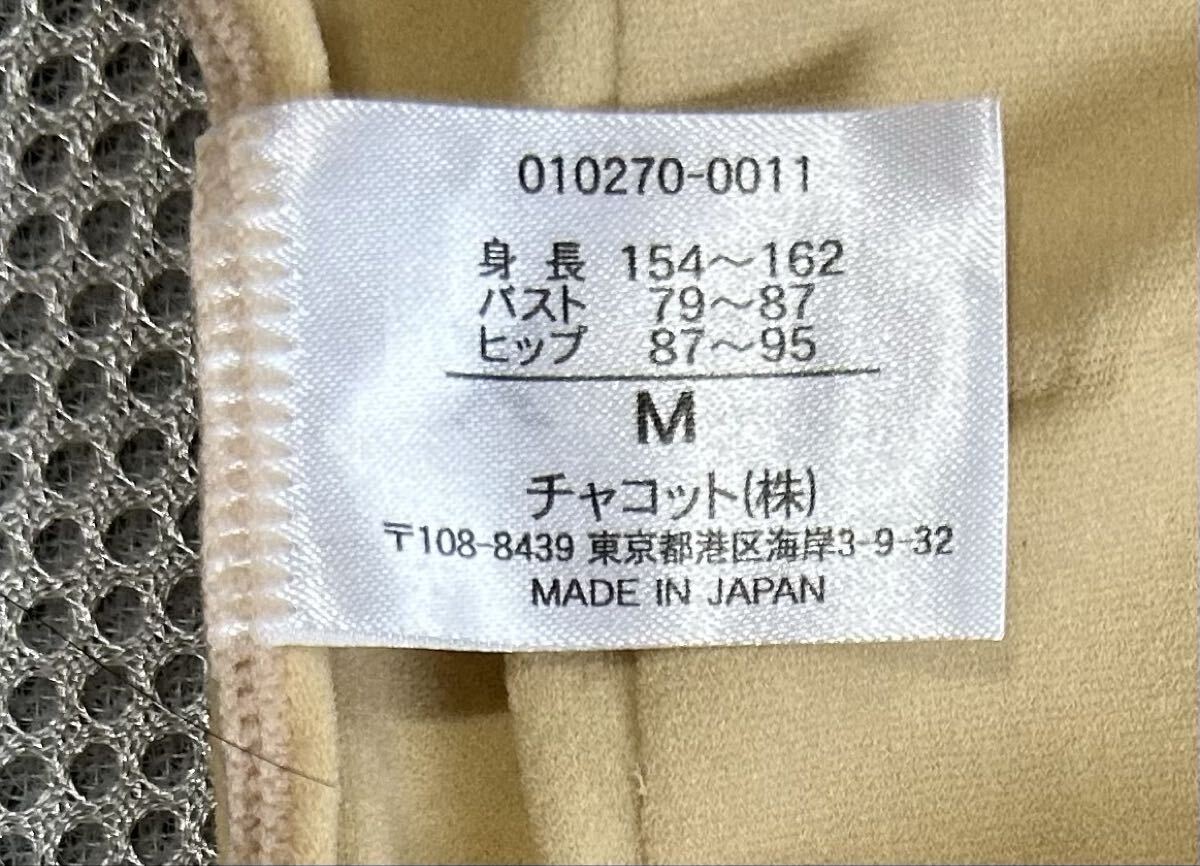 010270-0011
身長 154〜162
バスト 79〜87
ヒップ 87〜95
M
チャコット(株)
〒108-8439 東京都港区海岸3-9-32
MADE IN JAPAN